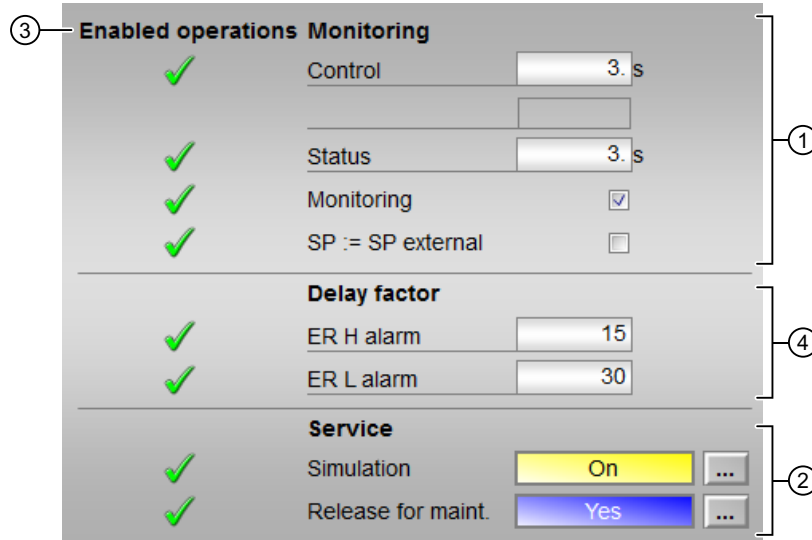 ③ Enabled operations Monitoring
Control 3. s
①
Status 3. s
Monitoring
SP := SP external
Delay factor
ER H alarm 15
④
ER L alarm 30
Service
Simulation On ...
②
Release for maint. Yes ...